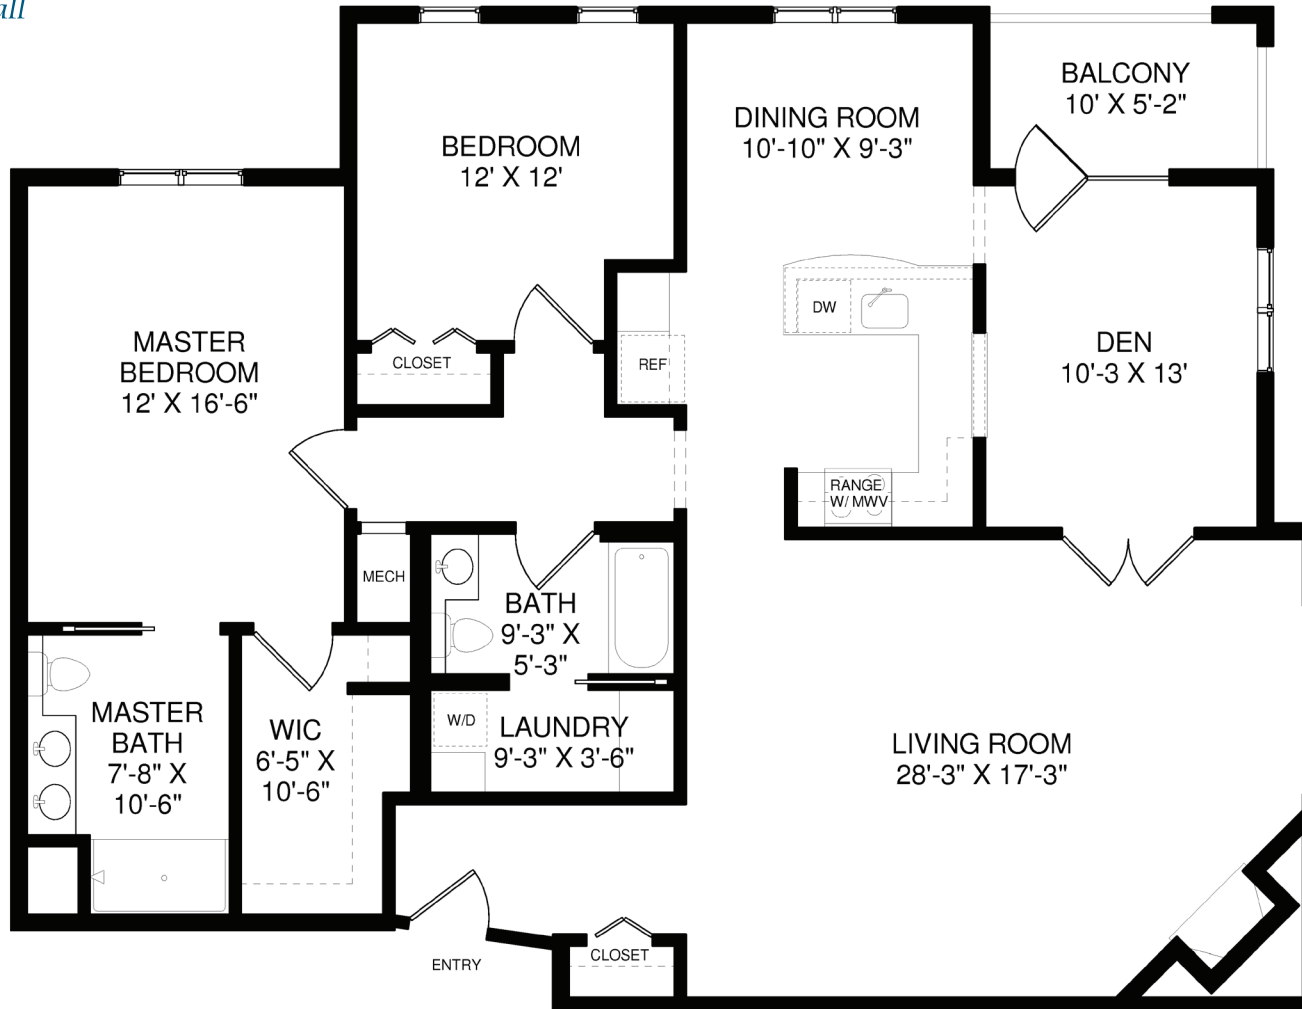 BALCONY
10' X 5'-2"
DINING ROOM
10'-10" X 9'-3"
BEDROOM
12' X 12'
DW
MASTER
BEDROOM
12' X 16'-6"
CLOSET
REF
DEN
10'-3 X 13'
RANGE
W/ MWV
MECH
BATH
9'-3" X
5'-3"
MASTER
BATH
7'-8" X
10'-6"
WIC
6'-5" X
10'-6"
W/D
LAUNDRY
9'-3" X 3'-6"
LIVING ROOM
28'-3" X 17'-3"
ENTRY
CLOSET